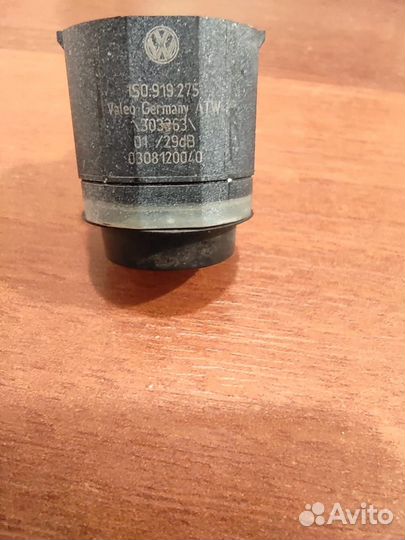 1S0.919.275
Valeo Germany ATW
\303363\
01 /29dB
0308120040
Avito